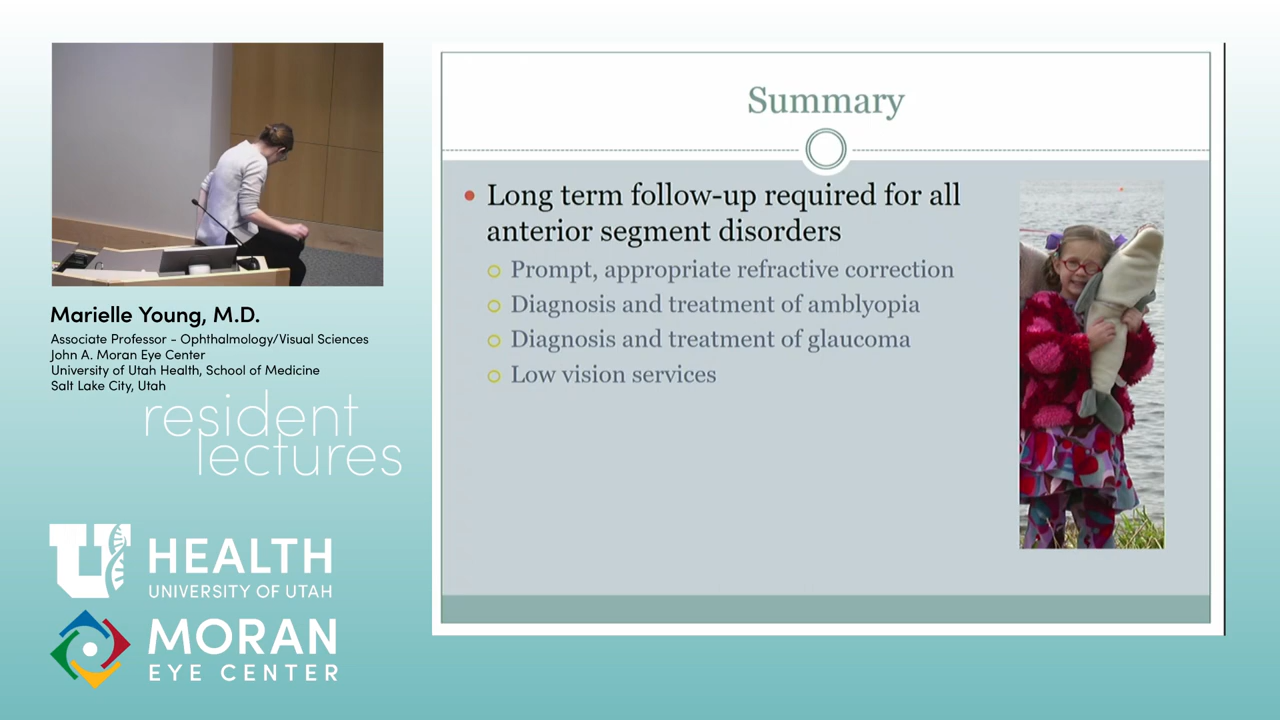 Marielle Young, M.D.
Associate Professor - Ophthalmology/Visual Sciences
John A. Moran Eye Center
University of Utah Health, School of Medicine
Salt Lake City, Utah
resident
lectures
U HEALTH
UNIVERSITY OF UTAH
MORAN
EYE CENTER
Summary
Long term follow-up required for all
anterior segment disorders
Prompt, appropriate refractive correction
Diagnosis and treatment of amblyopia
Diagnosis and treatment of glaucoma
Low vision services